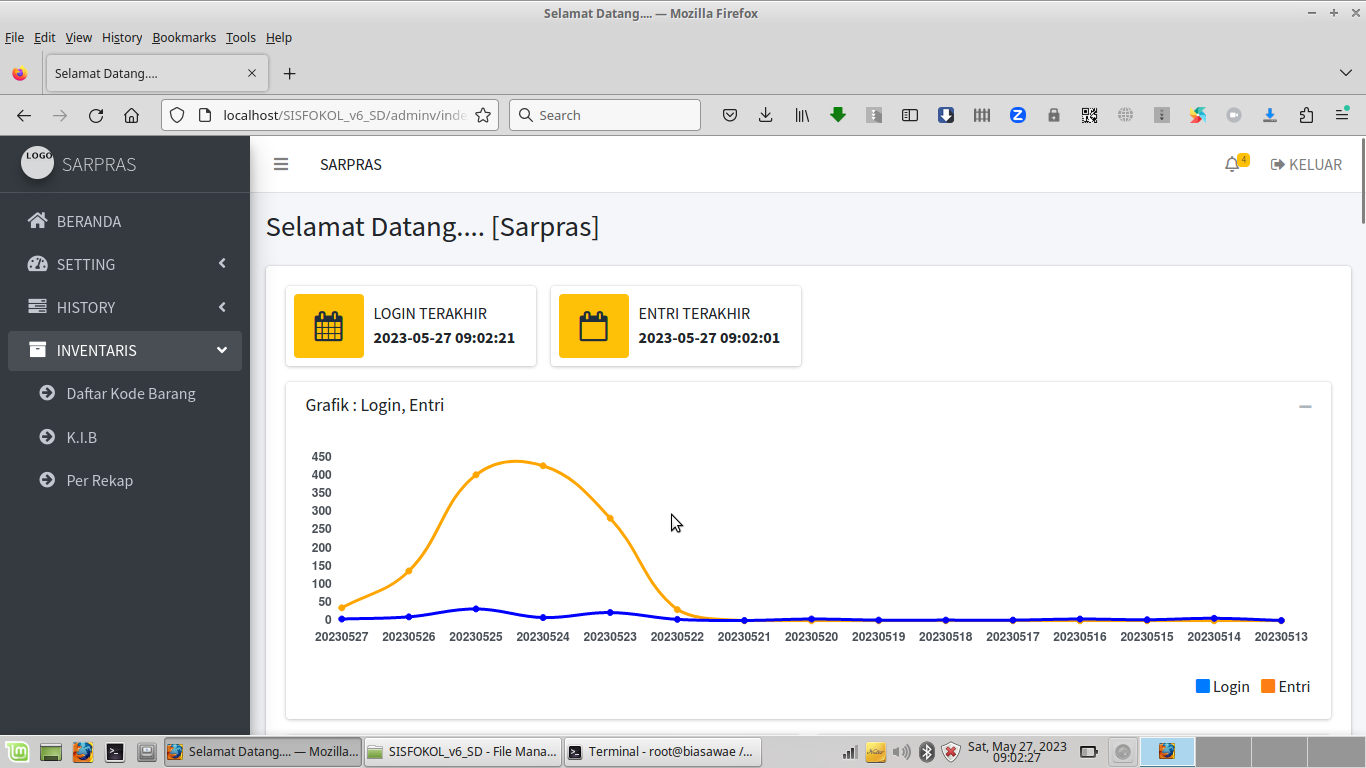 Selamat Datang.... — Mozilla Firefox
File Edit View History Bookmarks Tools Help
Selamat Datang....
localhost/SISFOKOL_v6_SD/adminv/inde
Search
LOGO
SARPRAS
SARPRAS
4
KELUAR
BERANDA
SETTING
HISTORY
INVENTARIS
Daftar Kode Barang
K.I.B
Per Rekap
Selamat Datang.... [Sarpras]
LOGIN TERAKHIR
2023-05-27 09:02:21
ENTRI TERAKHIR
2023-05-27 09:02:01
Grafik : Login, Entri
450
400
350
300
250
200
150
100
50
0
20230527 20230526 20230525 20230524 20230523 20230522 20230521 20230520 20230519 20230518 20230517 20230516 20230515 20230514 20230513
Login Entri
Selamat Datang.... — Mozilla...
SISFOKOL_v6_SD - File Mana...
Terminal - root@biasawae /...
Sat, May 27, 2023
09:02:27